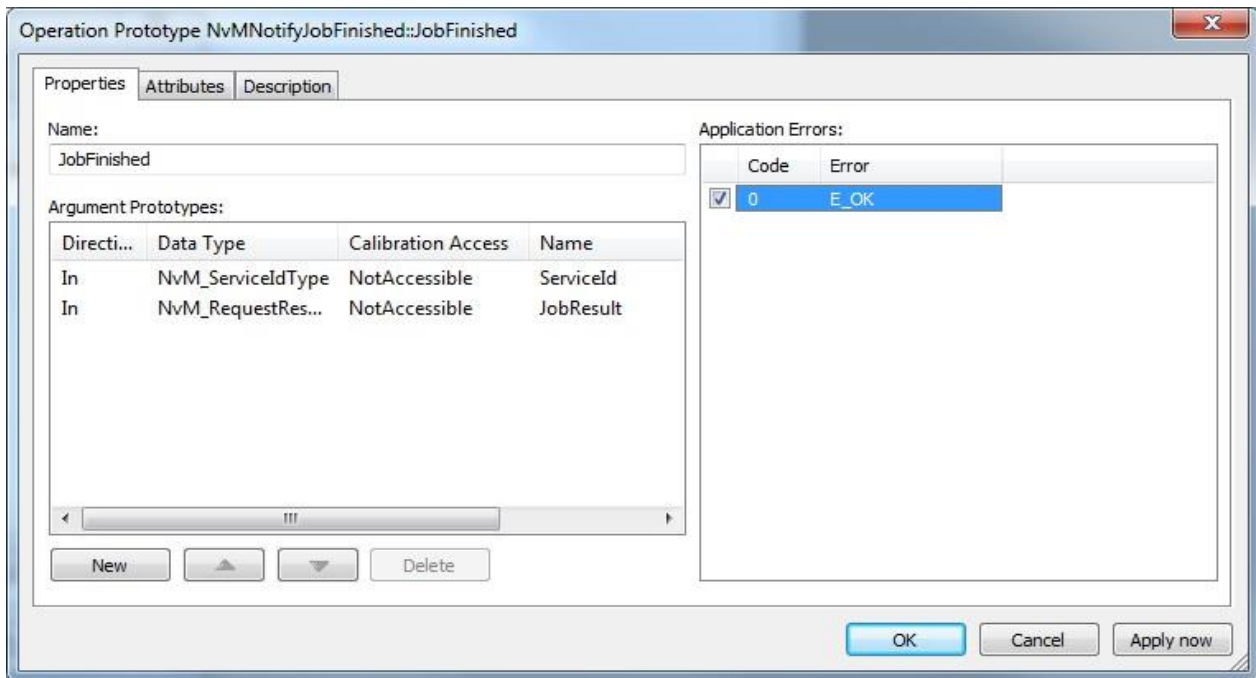 Operation Prototype NvMNotifyJobFinished::JobFinished
Properties Attributes Description
Name:
JobFinished
Argument Prototypes:
Directi... Data Type Calibration Access Name
In NvM_ServiceIdType NotAccessible ServiceId
In NvM_RequestRes... NotAccessible JobResult
New Delete
Application Errors:
Code Error
0 E_OK
OK Cancel Apply now